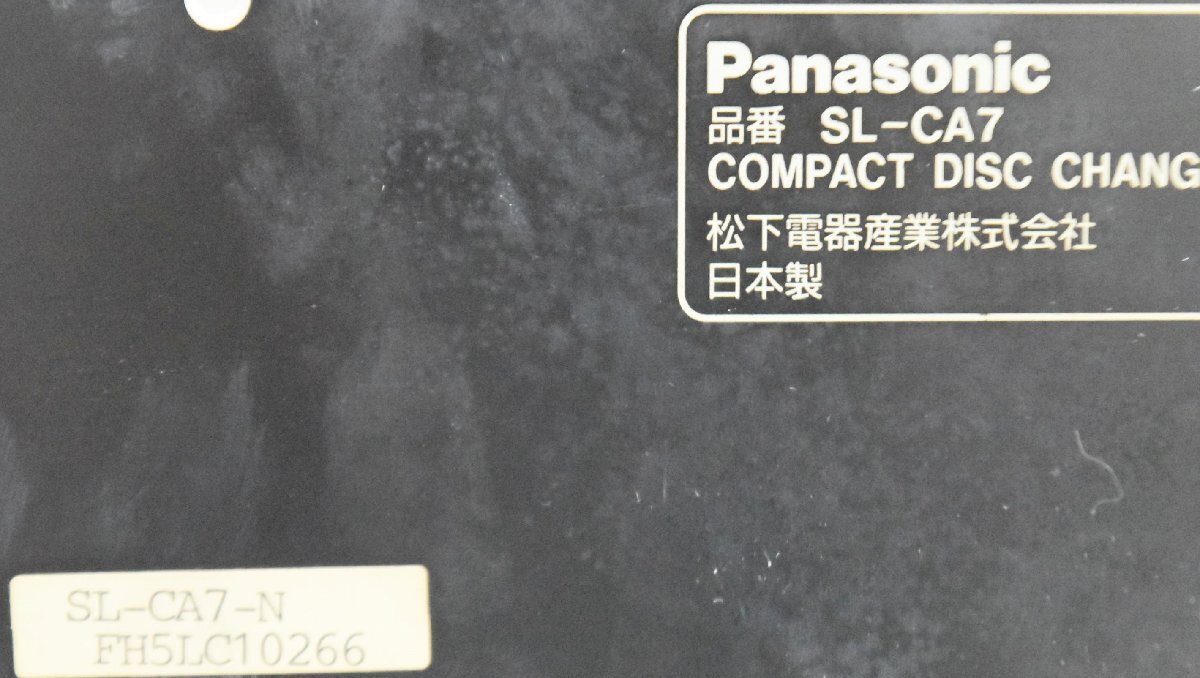 Panasonic
品番 SL-CA7
COMPACT DISC CHANG
松下電器産業株式会社
日本製
SL-CA7-N
FH5LC10266